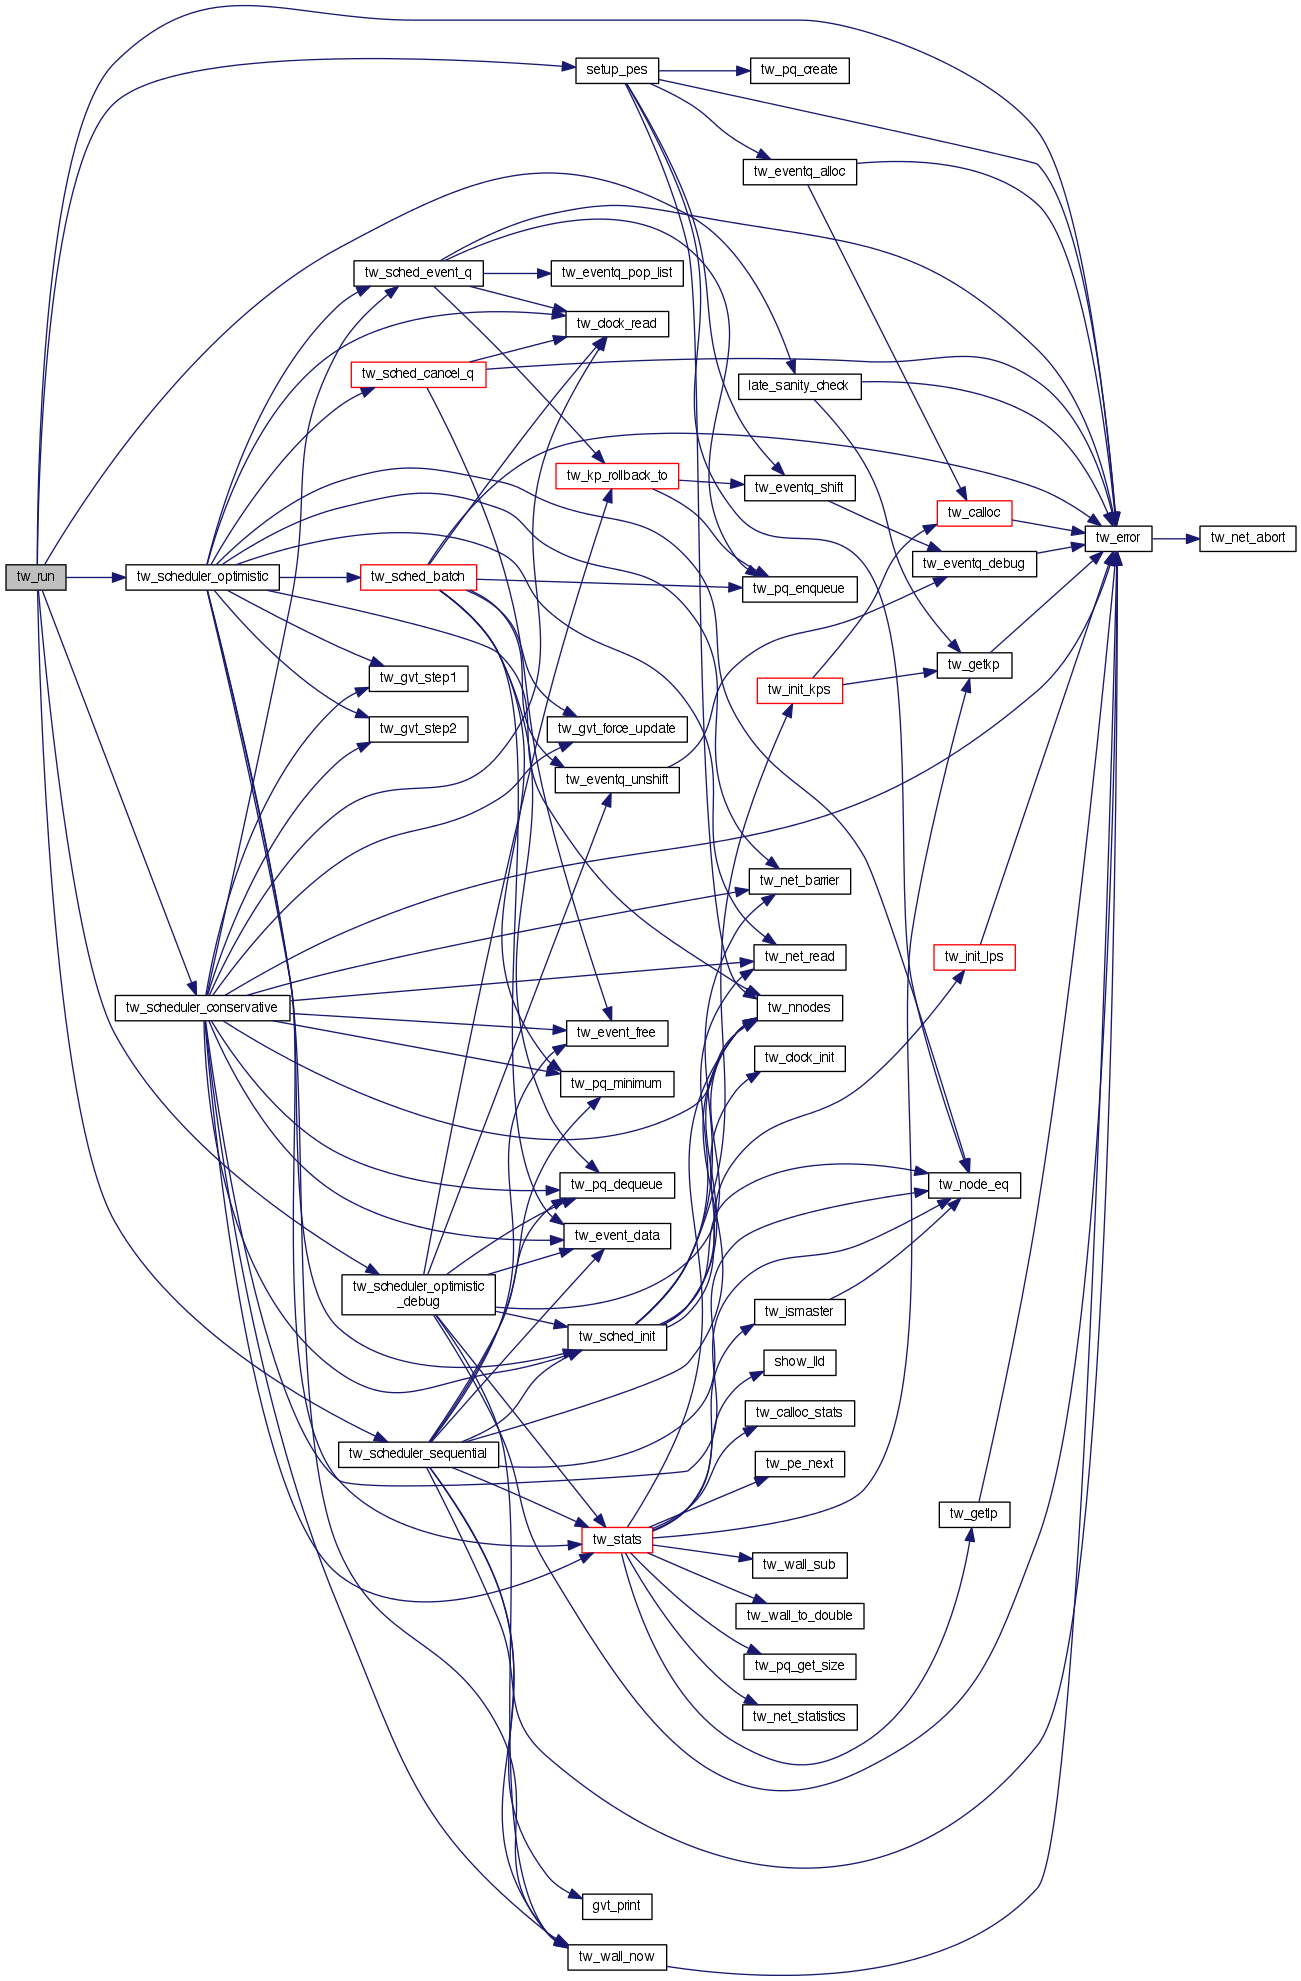 setup_pes
tw_pq_create
tw_eventq_alloc
tw_sched_event_q
tw_eventq_pop_list
tw_clock_read
tw_sched_cancel_q
late_sanity_check
tw_kp_rollback_to
tw_eventq_shift
tw_calloc
tw_error
tw_net_abort
tw_eventq_debug
tw_run
tw_scheduler_optimistic
tw_sched_batch
tw_pq_enqueue
tw_getkp
tw_gvt_step1
tw_init_kps
tw_gvt_step2
tw_gvt_force_update
tw_eventq_unshift
tw_net_barrier
tw_net_read
tw_init_lps
tw_scheduler_conservative
tw_nnodes
tw_event_free
tw_clock_init
tw_pq_minimum
tw_pq_dequeue
tw_node_eq
tw_event_data
tw_scheduler_optimistic
_debug
tw_ismaster
tw_sched_init
show_lld
tw_calloc_stats
tw_scheduler_sequential
tw_pe_next
tw_getlp
tw_stats
tw_wall_sub
tw_wall_to_double
tw_pq_get_size
tw_net_statistics
gvt_print
tw_wall_now